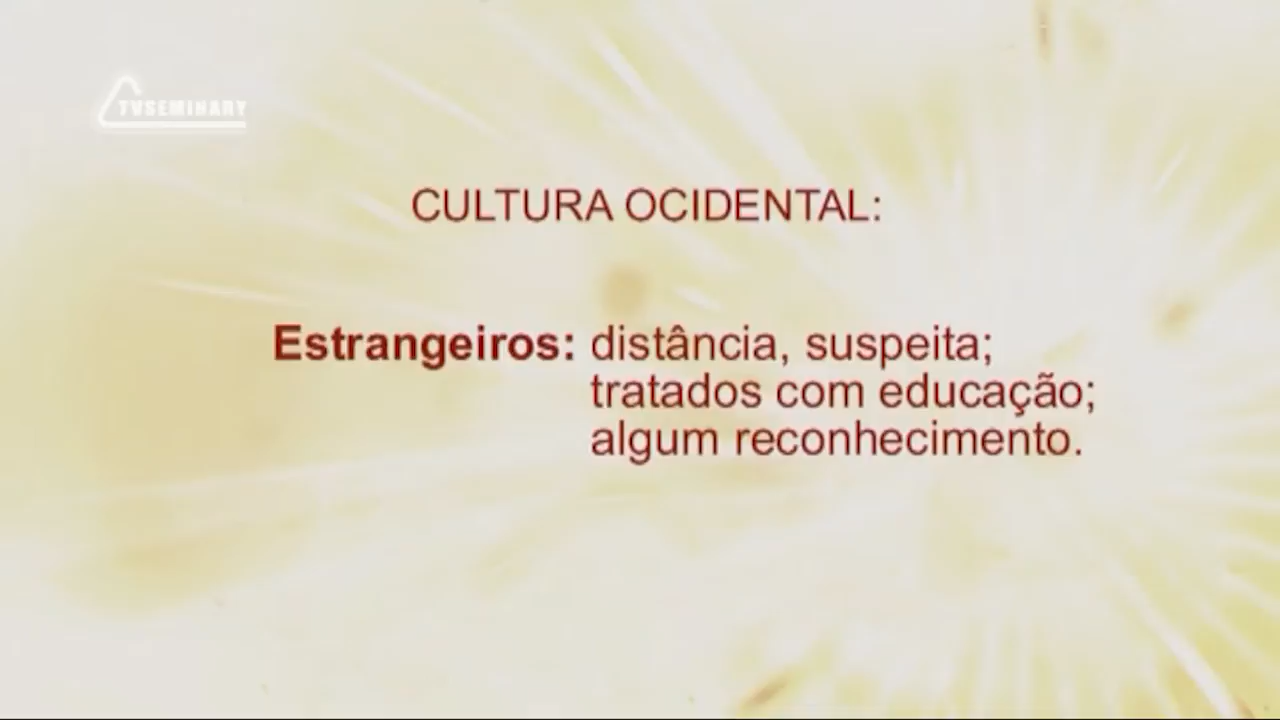 TVSEMINARY
CULTURA OCIDENTAL:
Estrangeiros: distância, suspeita;
tratados com educação;
algum reconhecimento.